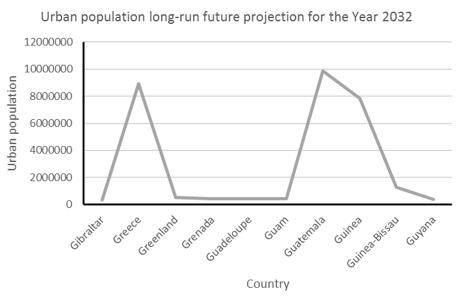 Urban population long-run future projection for the Year 2032
12000000
10000000
8000000
6000000
4000000
2000000
0
Urban population
Gibraltar
Greece
Greenland
Grenada
Guadeloupe
Guam
Guatemala
Guinea
Guinea-Bissau
Guyana
Country